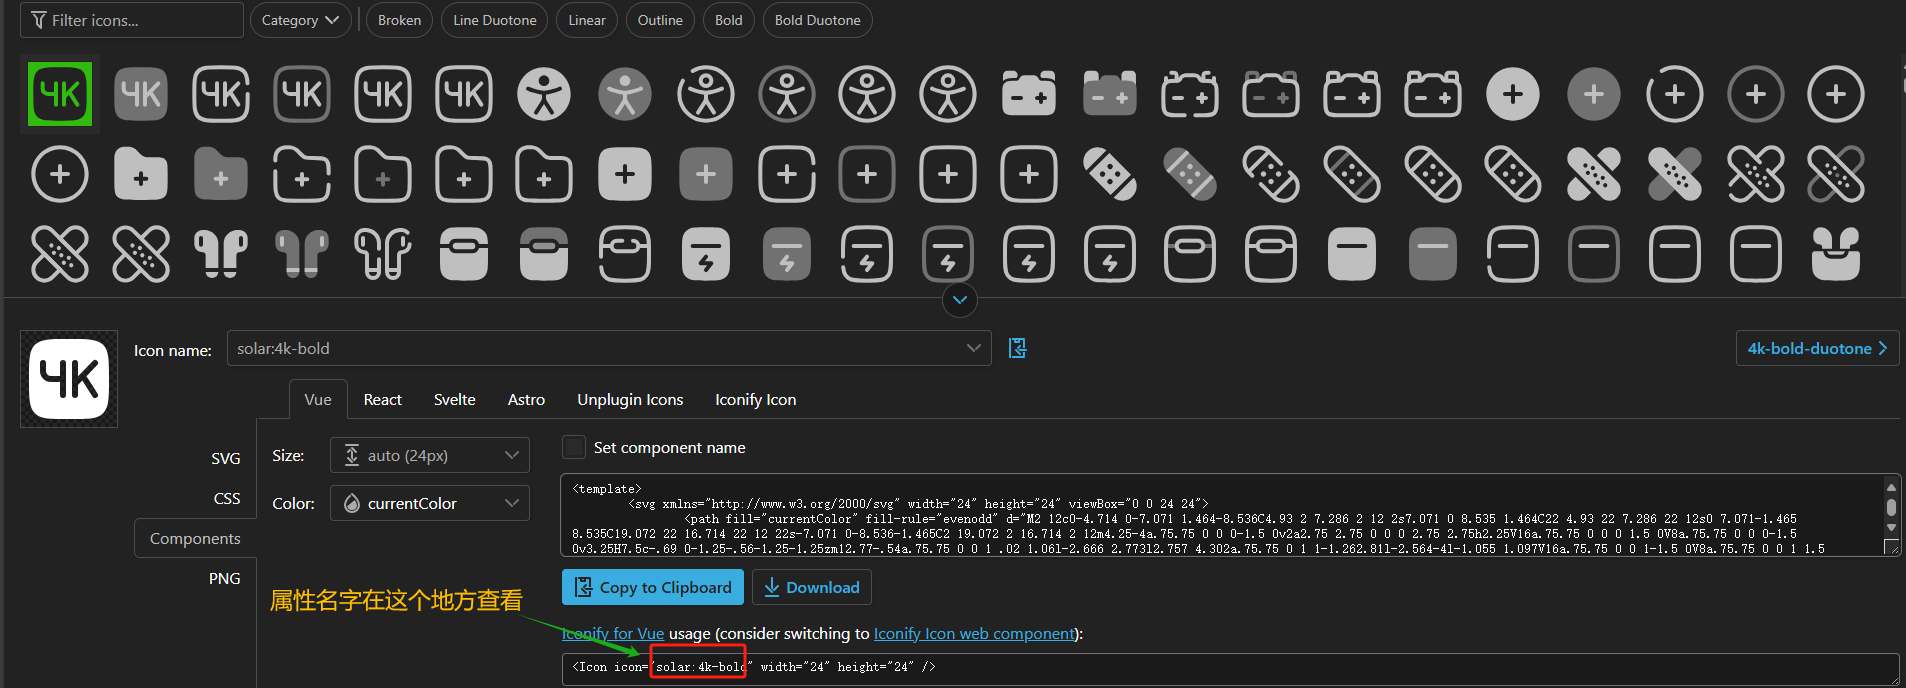 Filter icons...
Category
Broken
Line Duotone
Linear
Outline
Bold
Bold Duotone
4K 4K 4K 4K 4K 4K
4K
Icon name:
solar:4k-bold
4k-bold-duotone
Vue
React
Svelte
Astro
Unplugin Icons
Iconify Icon
SVG
CSS
Components
PNG
Size:
auto (24px)
Color:
currentColor
Set component name
<template>
<svg xmlns="http://www.w3.org/2000/svg" width="24" height="24" viewBox="0 0 24 24">
<path fill="currentColor" fill-rule="evenodd" d="M2 12c0-4.714 0-7.071 1.464-8.536C4.93 2 7.286 2 12 2s7.071 0 8.535 1.464C22 4.93 22 7.286 22 12s0 7.071-1.465
8.535C19.072 22 16.714 22 12 22s-7.071 0-8.536-1.465C2 19.072 2 16.714 2 12m4.25-4a.75.75 0 0 0-1.5 0v2a2.75 2.75 0 0 0 2.75 2.75h2.25V16a.75.75 0 0 0 1.5 0V8a.75.75 0 0 0-1.5
0v3.25H7.5c-.69 0-1.25-.56-1.25-1.25zm12.77-.54a.75.75 0 0 1 .02 1.06l-2.666 2.773l2.757 4.302a.75.75 0 0 1 1-1.262.81l-2.564-4l-1.055 1.097V16a.75.75 0 0 1-1.5 0V8a.75.75 0 0 1 1.5
Copy to Clipboard
Download
属性名字在这个地方查看
Iconify for Vue usage (consider switching to Iconify Icon web component):
<Icon icon="solar:4k-bold" width="24" height="24" />